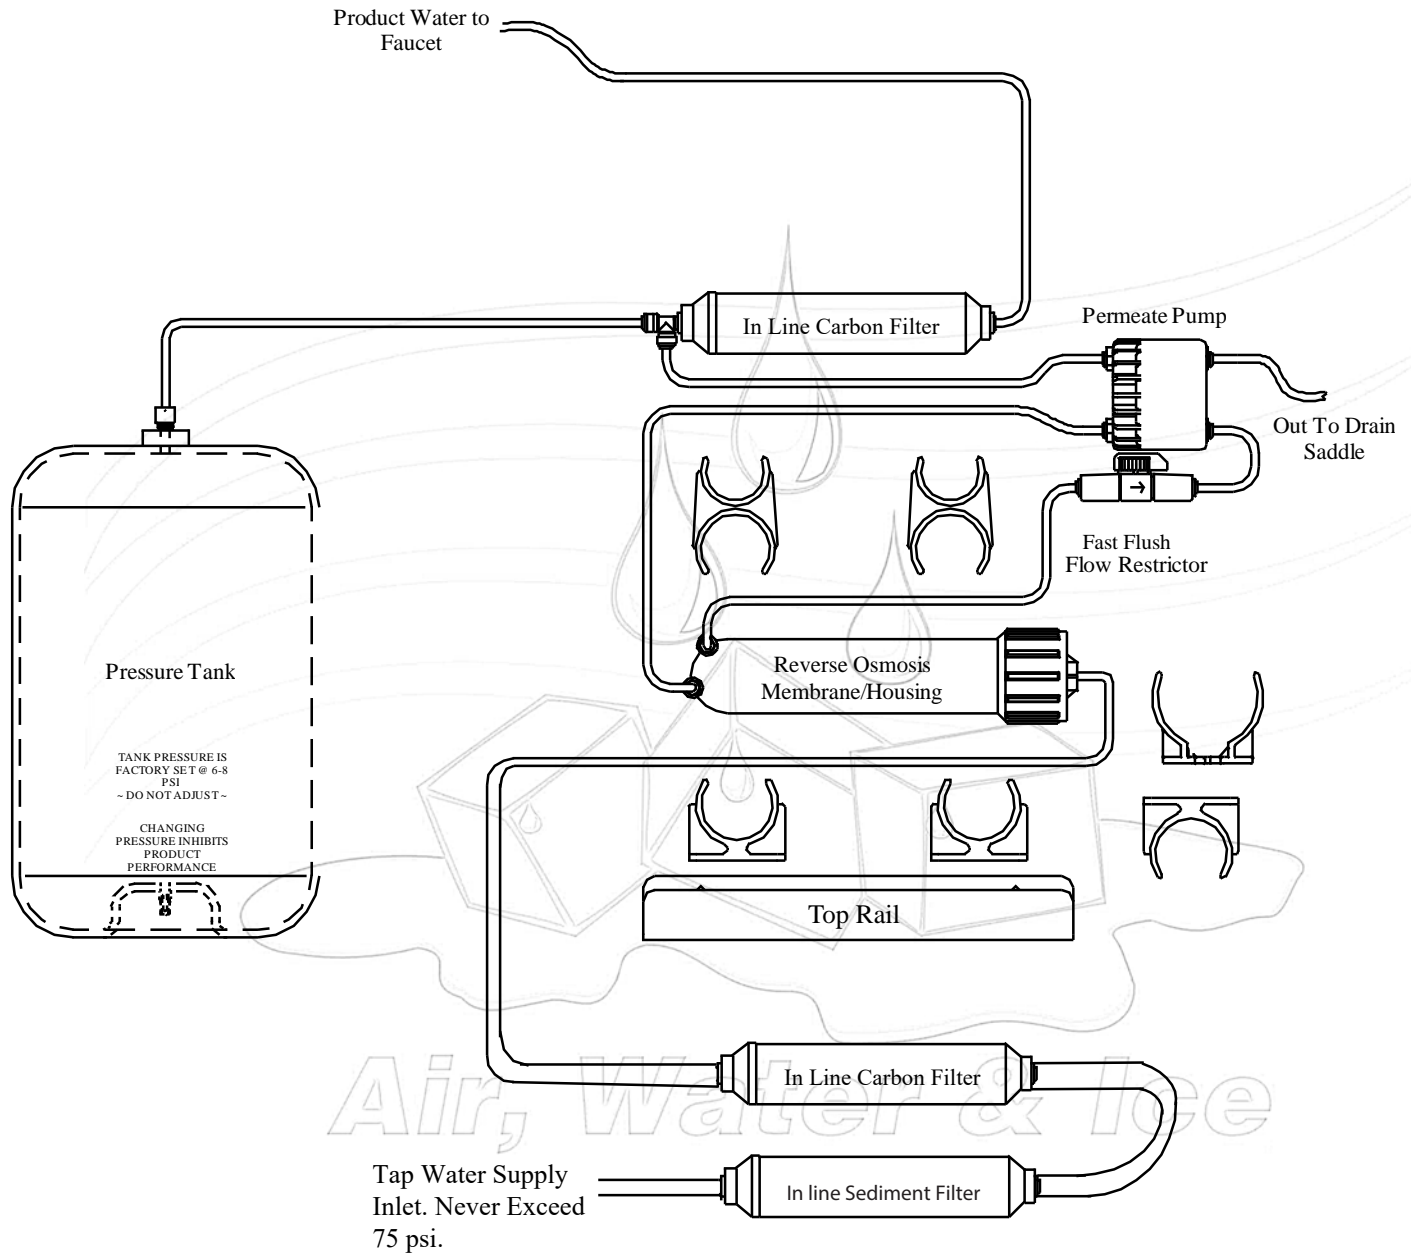 Product Water to
Faucet
In Line Carbon Filter
Permeate Pump
Out To Drain
Saddle
Fast Flush
Flow Restrictor
Reverse Osmosis
Membrane/Housing
Pressure Tank
TANK PRESSURE IS
FACTORY SET @ 6-8
PSI
~ DO NOT ADJUST ~
CHANGING
PRESSURE INHIBITS
PRODUCT
PERFORMANCE
Top Rail
In Line Carbon Filter
Air, Water & Ice
Tap Water Supply
Inlet. Never Exceed
75 psi.
In line Sediment Filter